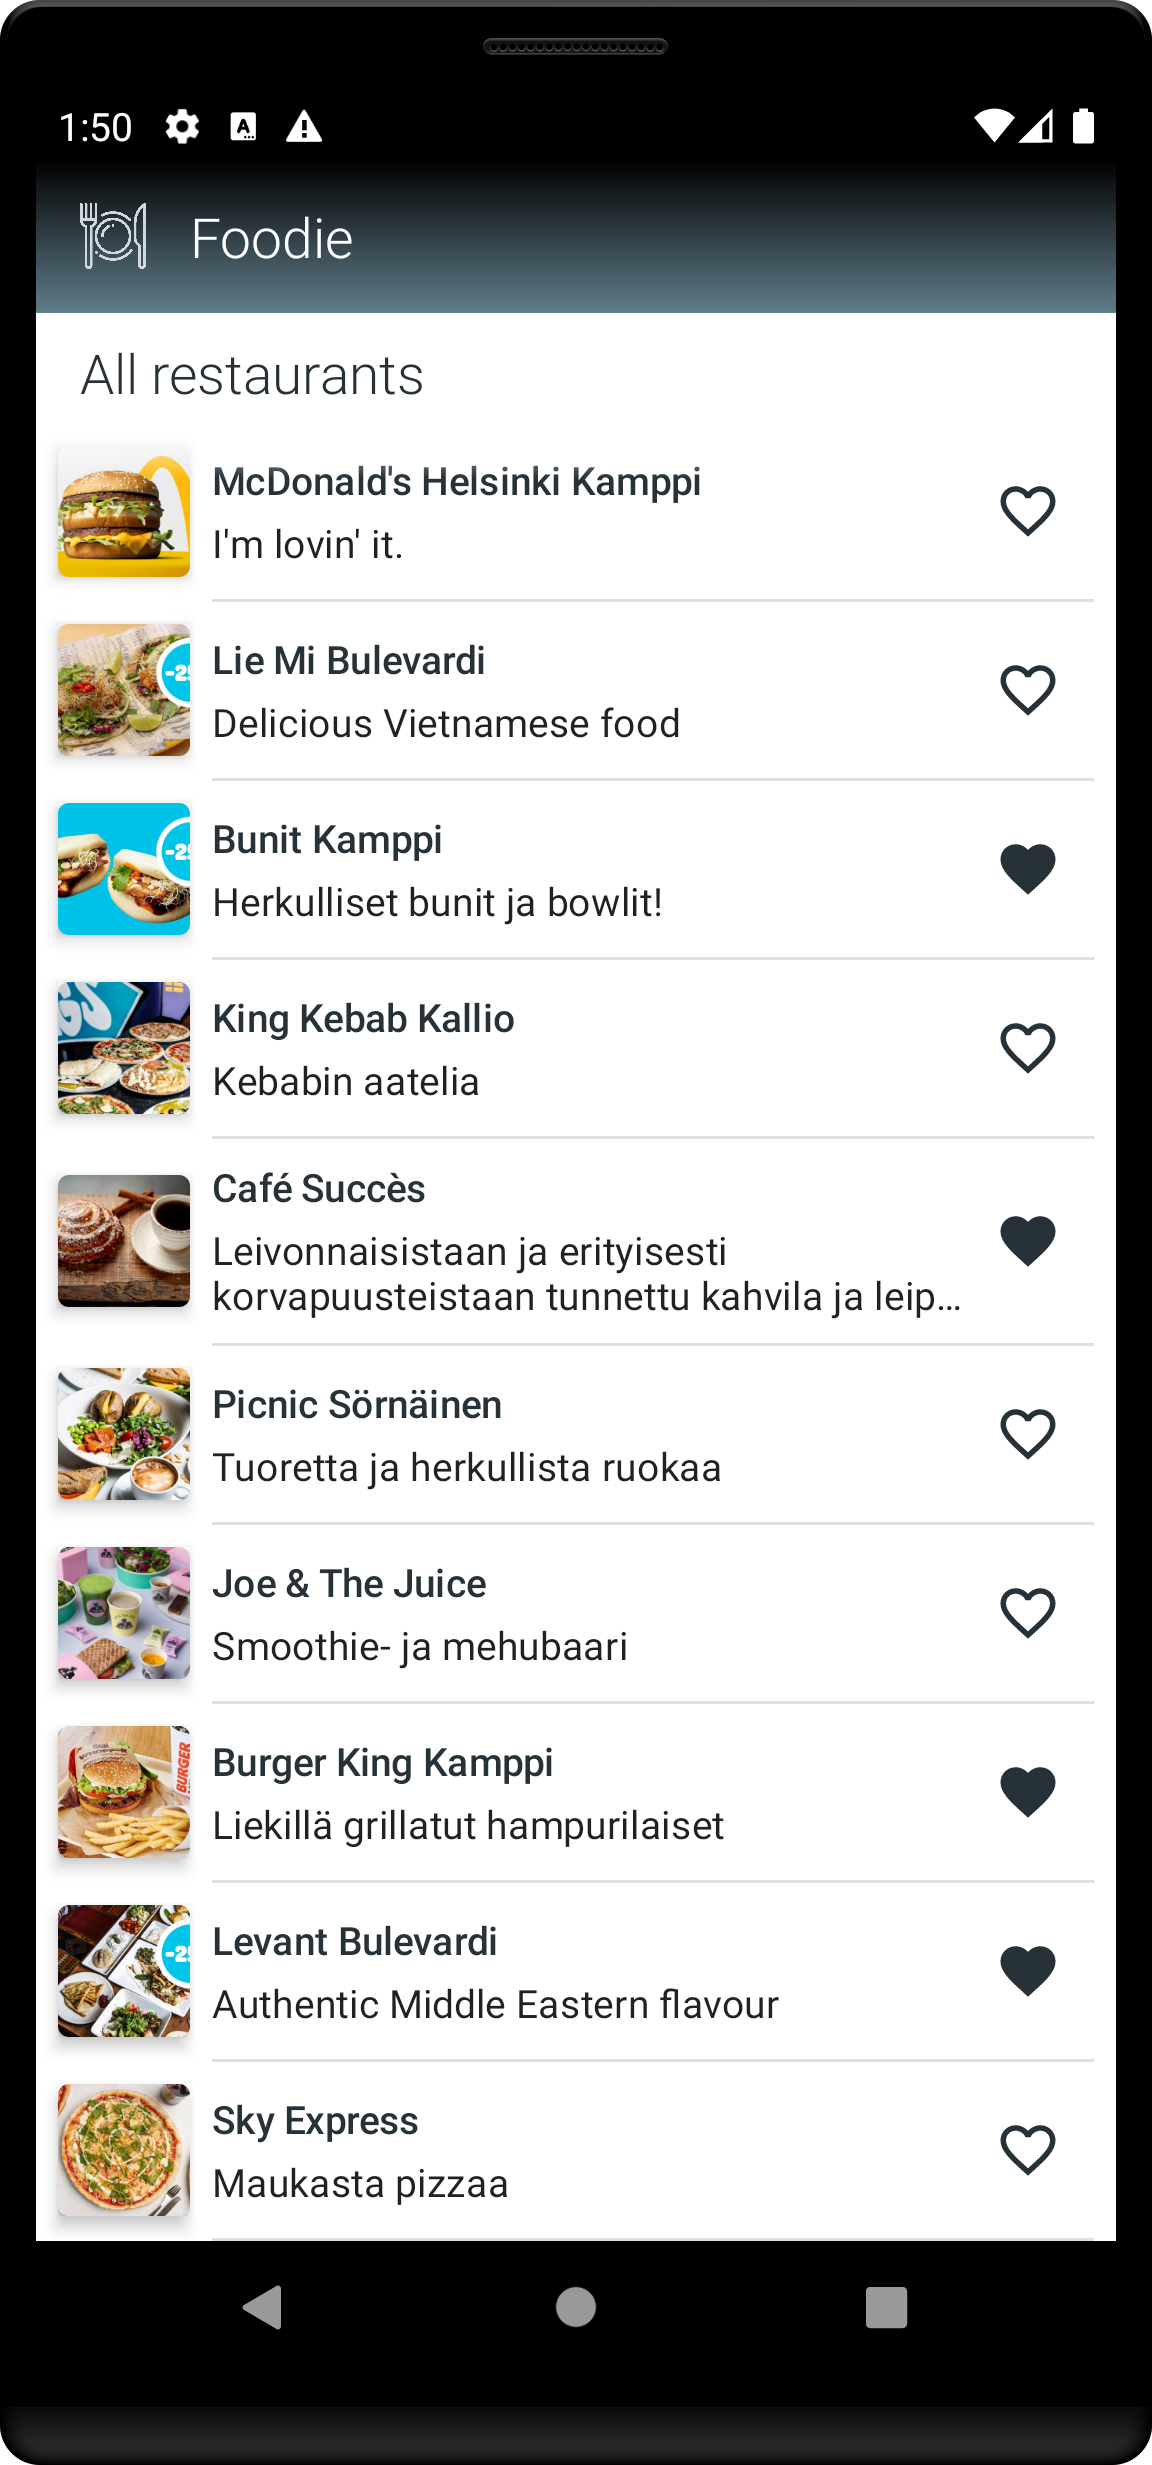 1:50
Foodie
All restaurants
McDonald's Helsinki Kamppi
I'm lovin' it.
Lie Mi Bulevardi
Delicious Vietnamese food
Bunit Kamppi
Herkulliset bunit ja bowlit!
King Kebab Kallio
Kebabin aatelia
Café Succès
Leivonnaisistaan ja erityisesti
korvapuusteistaan tunnettu kahvila ja leip…
Picnic Sörnäinen
Tuoretta ja herkullista ruokaa
Joe & The Juice
Smoothie- ja mehubaari
BURGER
Burger King Kamppi
Liekillä grillatut hampurilaiset
Levant Bulevardi
Authentic Middle Eastern flavour
Sky Express
Maukasta pizzaa